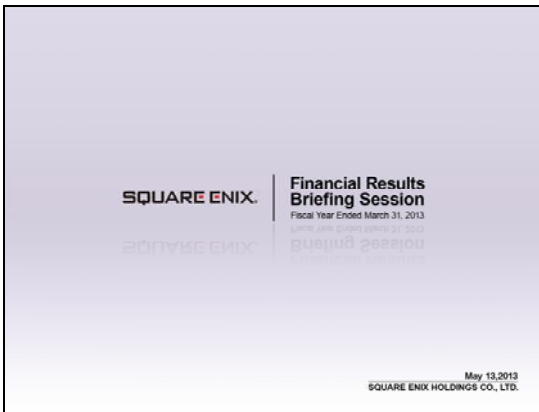 SQUARE ENIX.
Financial Results
Briefing Session
Fiscal Year Ended March 31, 2013
May 13,2013
SQUARE ENIX HOLDINGS CO., LTD.